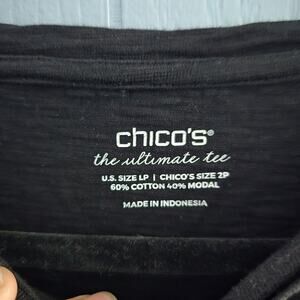 chico's®
the ultimate tee
U.S. SIZE LP | CHICO'S SIZE 2P
60% COTTON 40% MODAL
MADE IN INDONESIA